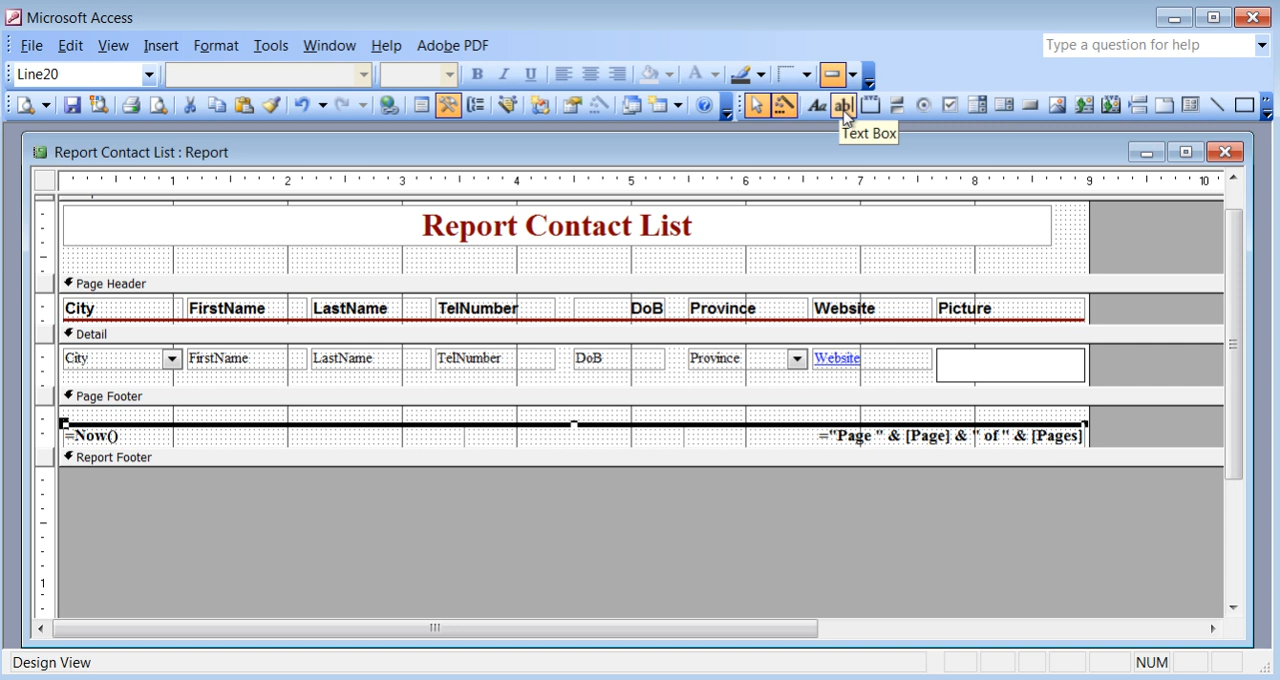 Microsoft Access
File Edit View Insert Format Tools Window Help Adobe PDF Type a question for help
Line20 B I U A
Aa ab|
Text Box
Report Contact List : Report
1 2 3 4 5 6 7 8 9 10
Report Contact List
Page Header
City FirstName LastName TelNumber DoB Province Website Picture
Detail
City FirstName LastName TelNumber DoB Province Website
Page Footer
=Now() ="Page " & [Page] & " of " & [Pages]
Report Footer
1
Design View NUM